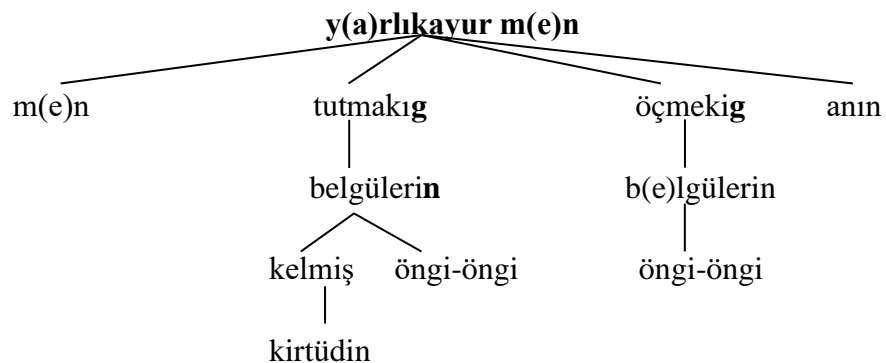 y(a)rlıkayur m(e)n
m(e)n tutmakıg öçmekig anın
belgülerin b(e)lgülerin
kelmiş öngi-öngi öngi-öngi
kirtüdin